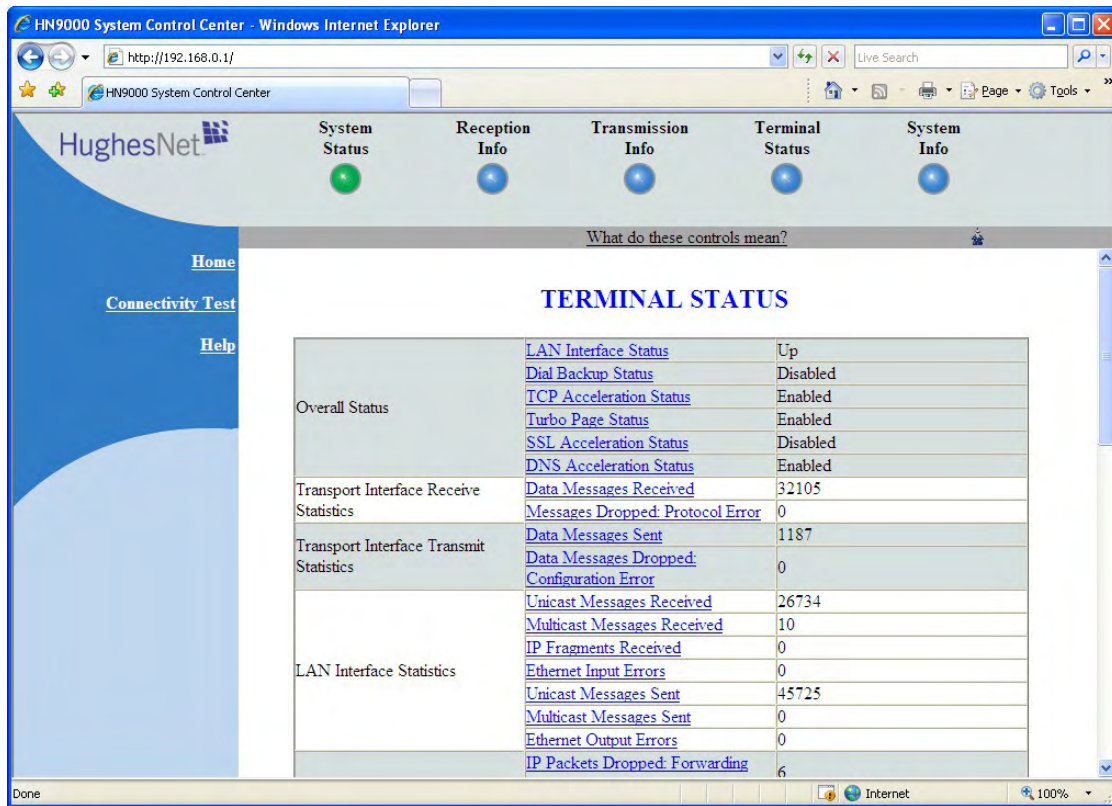 HN9000 System Control Center - Windows Internet Explorer
http://192.168.0.1/
Live Search
HN9000 System Control Center
Page
Tools
»
HughesNet
System Status
Reception Info
Transmission Info
Terminal Status
System Info
What do these controls mean?
Home
Connectivity Test
Help
TERMINAL STATUS
Overall Status
LAN Interface Status Up
Dial Backup Status Disabled
TCP Acceleration Status Enabled
Turbo Page Status Enabled
SSL Acceleration Status Disabled
DNS Acceleration Status Enabled
Transport Interface Receive Statistics
Data Messages Received 32105
Messages Dropped: Protocol Error 0
Transport Interface Transmit Statistics
Data Messages Sent 1187
Data Messages Dropped: Configuration Error 0
LAN Interface Statistics
Unicast Messages Received 26734
Multicast Messages Received 10
IP Fragments Received 0
Ethernet Input Errors 0
Unicast Messages Sent 45725
Multicast Messages Sent 0
Ethernet Output Errors 0
IP Packets Dropped: Forwarding 6
Done
Internet
100%